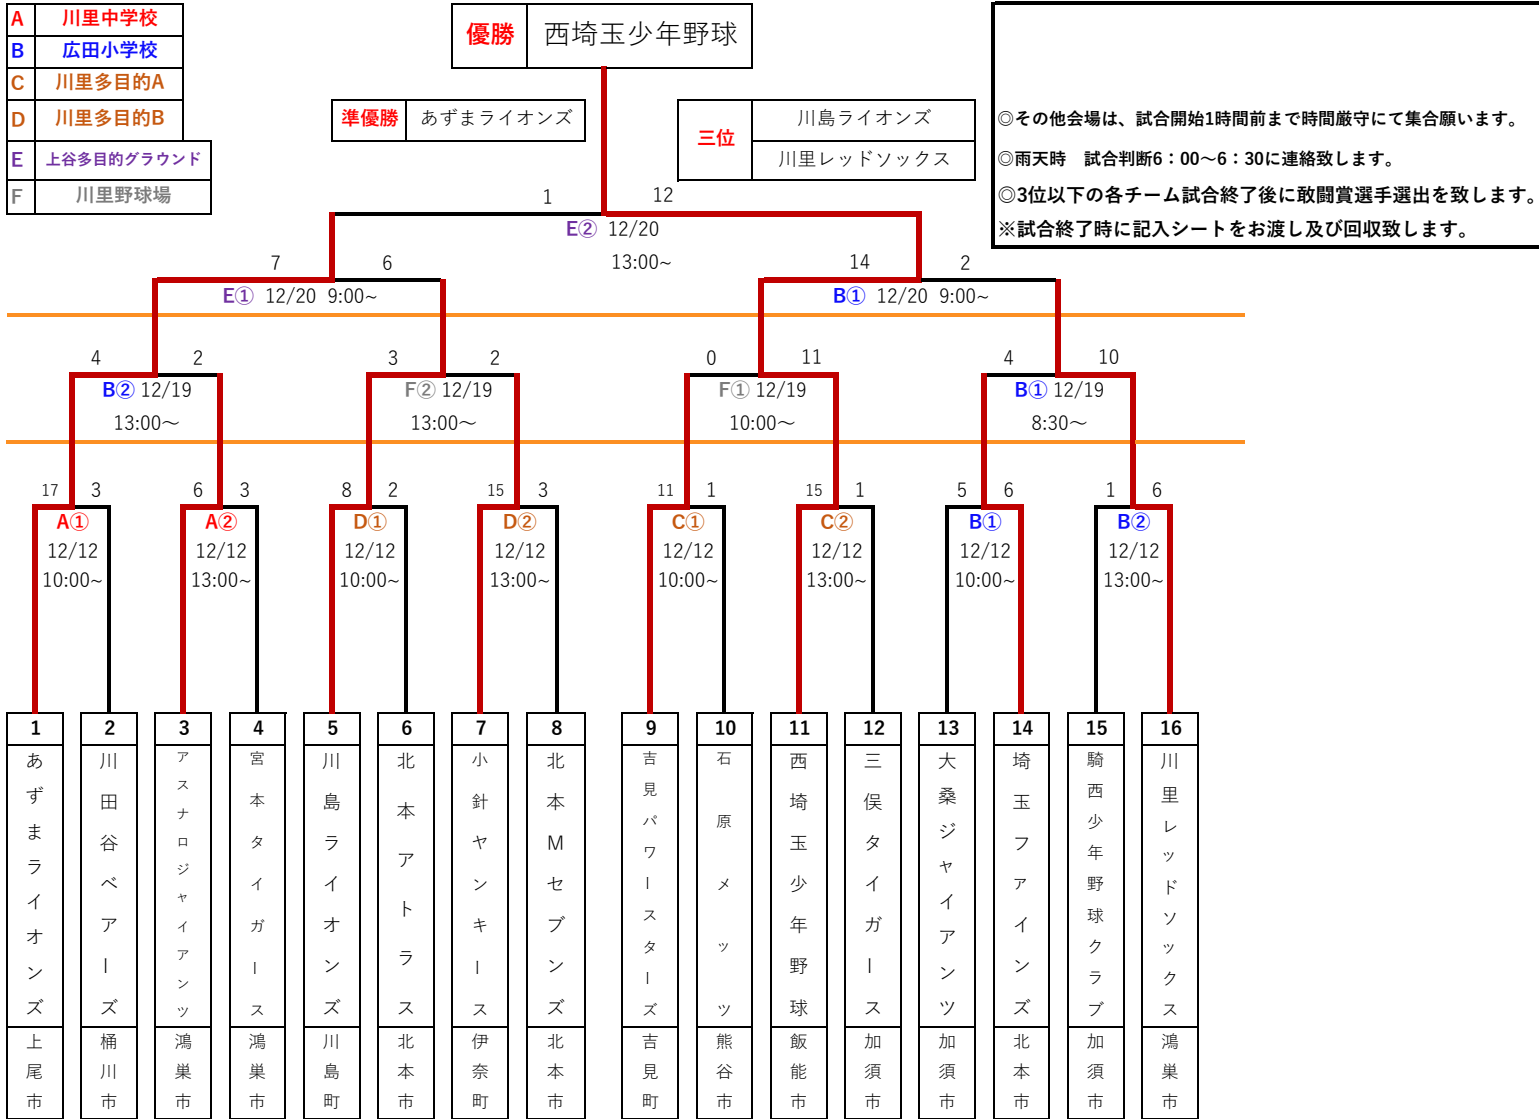 A 川里中学校
B 広田小学校
C 川里多目的A
D 川里多目的B
E 上谷多目的グラウンド
F 川里野球場
優勝 西埼玉少年野球
準優勝 あずまライオンズ
三位 川島ライオンズ
川里レッドソックス
◎その他会場は、試合開始1時間前まで時間厳守にて集合願います。
◎雨天時　試合判断6：00～6：30に連絡致します。
◎3位以下の各チーム試合終了後に敢闘賞選手選出を致します。
※試合終了時に記入シートをお渡し及び回収致します。
1 12
E② 12/20
13:00~
7 6 14 2
E① 12/20 9:00~ B① 12/20 9:00~
4 2 3 2 0 11 4 10
B② 12/19 F② 12/19 F① 12/19 B① 12/19
13:00～ 13:00～ 10:00～ 8:30～
17 3 6 3 8 2 15 3 11 1 15 1 5 6 1 6
A① A② D① D② C① C② B① B②
12/12 12/12 12/12 12/12 12/12 12/12 12/12 12/12
10:00~ 13:00~ 10:00~ 13:00~ 10:00~ 13:00~ 10:00~ 13:00~
1 2 3 4 5 6 7 8 9 10 11 12 13 14 15 16
あずまライオンズ
川田谷ベアーズ
アスナロジャイアンツ
宮本タイガース
川島ライオンズ
北本アトラス
小針ヤンキース
北本Mセブンズ
吉見パワースターズ
石原メッツ
西埼玉少年野球
三俣タイガース
大桑ジャイアンツ
埼玉ファインズ
騎西少年野球クラブ
川里レッドソックス
上尾市
桶川市
鴻巣市
鴻巣市
川島町
北本市
伊奈町
北本市
吉見町
熊谷市
飯能市
加須市
加須市
北本市
加須市
鴻巣市